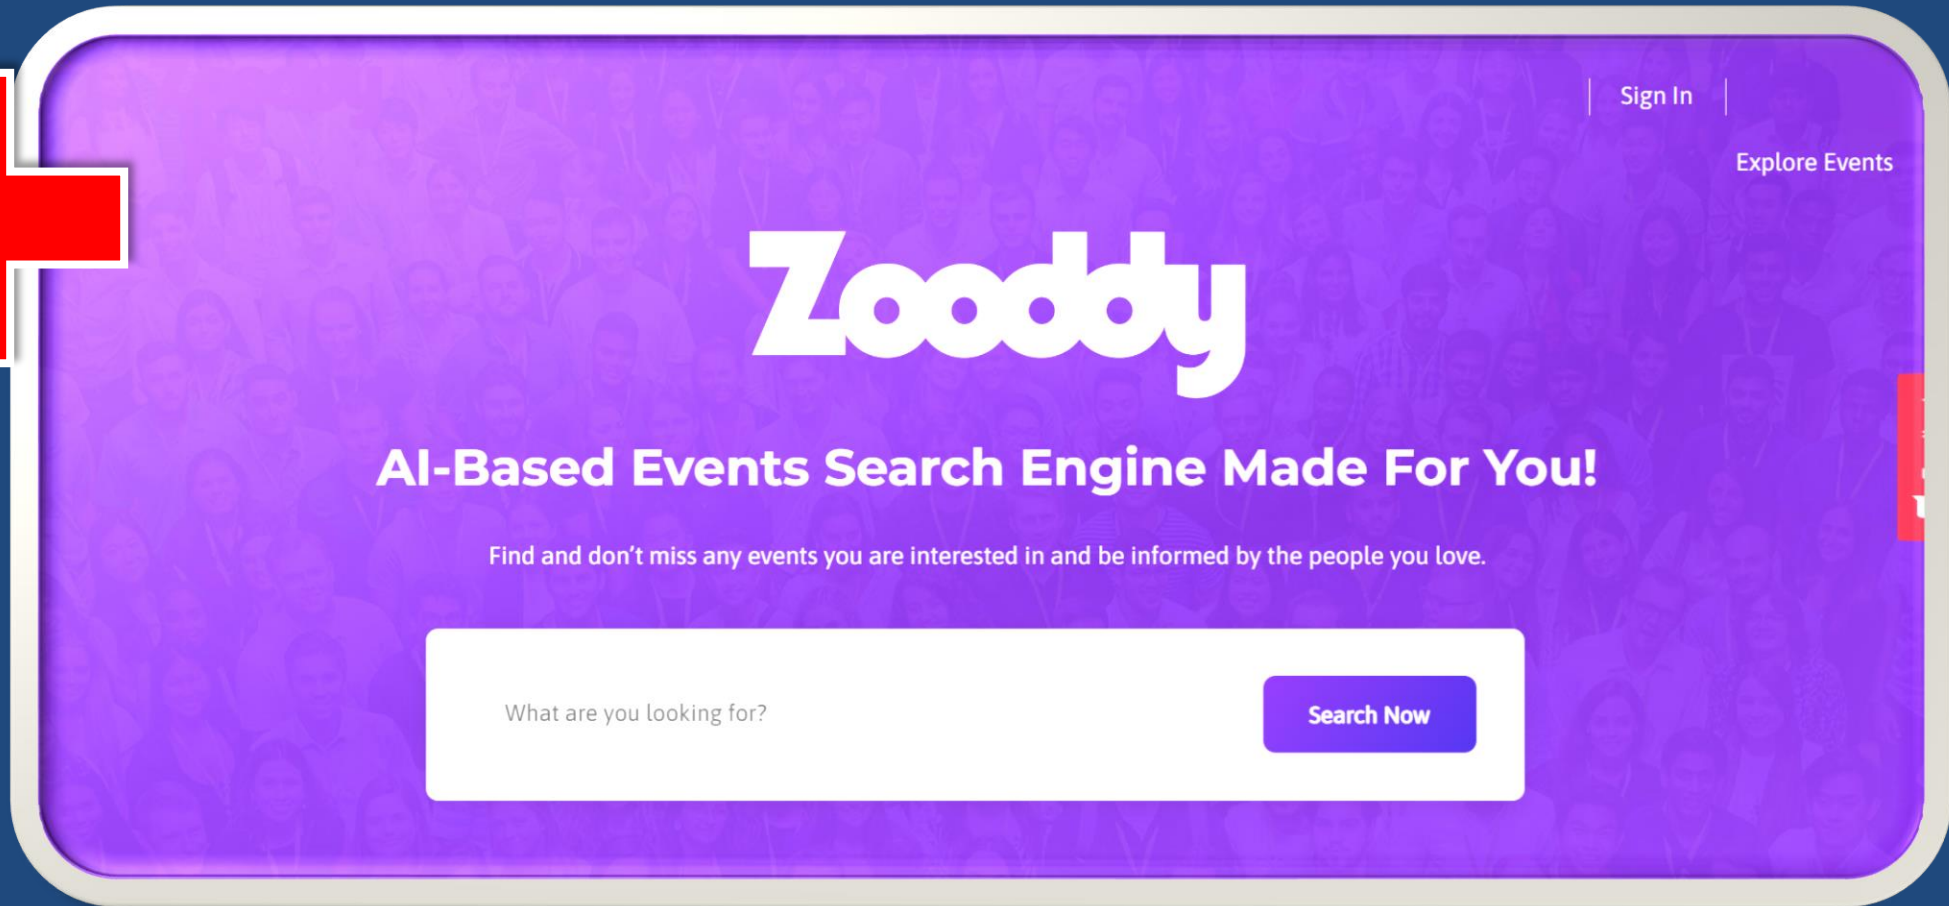 Sign In
Explore Events
Zooddy
AI-Based Events Search Engine Made For You!
Find and don’t miss any events you are interested in and be informed by the people you love.
What are you looking for?
Search Now